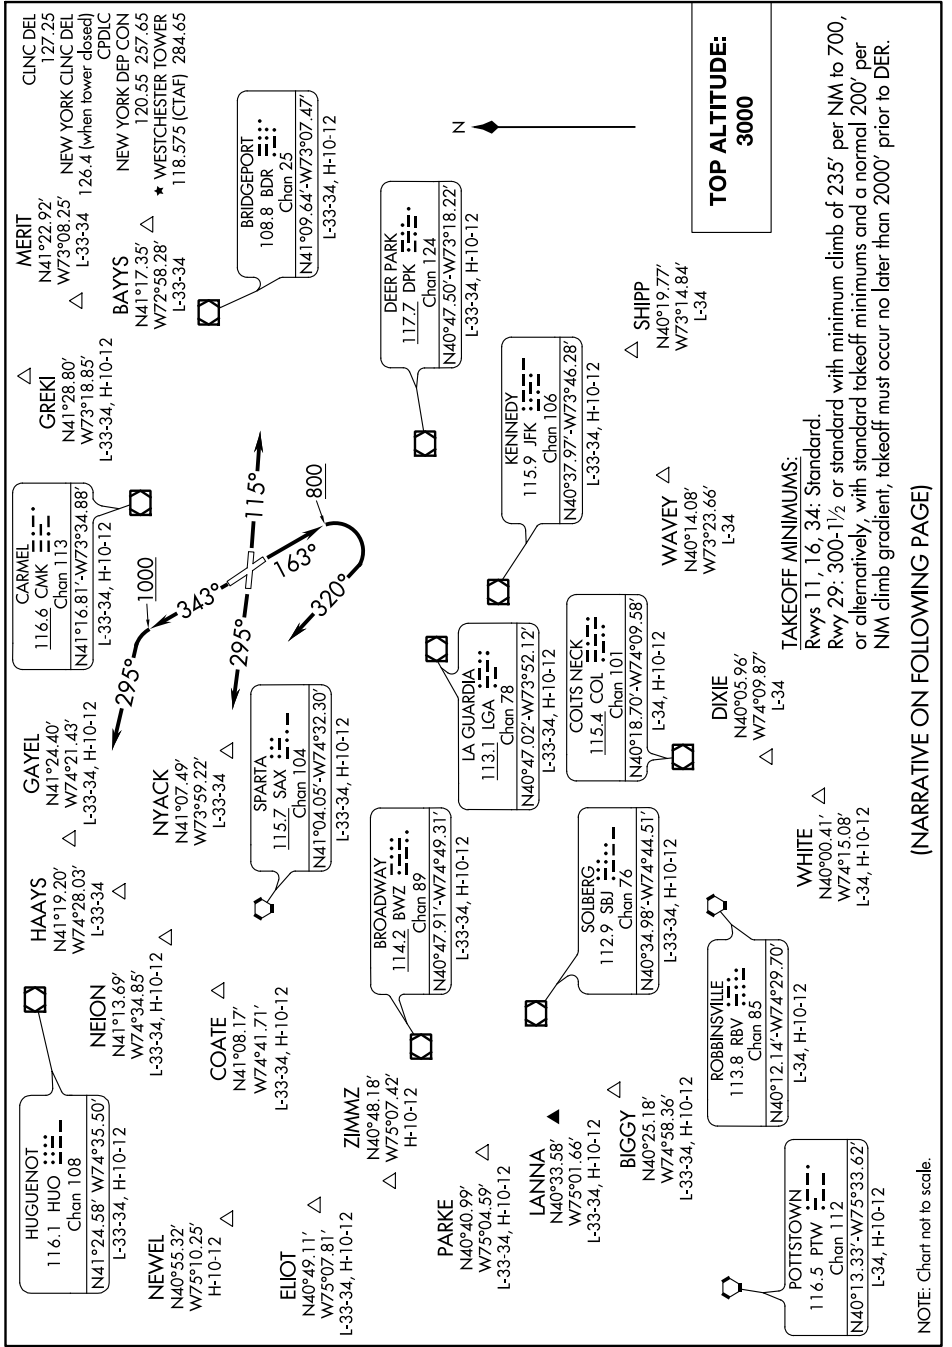 CLNC DEL
127.25
NEW YORK CLNC DEL
126.4 (when tower closed)
CPDLC
NEW YORK DEP CON
120.55 257.65
★ WESTCHESTER TOWER
118.575 (CTAF) 284.65
MERIT
N41°22.92'
W73°08.25'
L-33-34
BAYYS
N41°17.35'
W72°58.28'
L-33-34
GREKI
N41°28.80'
W73°18.85'
L-33-34, H-10-12
BRIDGEPORT
108.8 BDR
Chan 25
N41°09.64'-W73°07.47'
L-33-34, H-10-12
N
TOP ALTITUDE:
3000
CARMEL
116.6 CMK
Chan 113
N41°16.81'-W73°34.88'
L-33-34, H-10-12
DEER PARK
117.7 DPK
Chan 124
N40°47.50'-W73°18.22'
L-33-34, H-10-12
1000
343°
295°
115°
295°
163°
800
320°
KENNEDY
115.9 JFK
Chan 106
N40°37.97'-W73°46.28'
L-33-34, H-10-12
SHIPP
N40°19.77'
W73°14.84'
L-34
WAVEY
N40°14.08'
W73°23.66'
L-34
GAYEL
N41°24.40'
W74°21.43'
L-33-34, H-10-12
HAAYS
N41°19.20'
W74°28.03'
L-33-34
NYACK
N41°07.49'
W73°59.22'
L-33-34
SPARTA
115.7 SAX
Chan 104
N41°04.05'-W74°32.30'
L-33-34, H-10-12
LA GUARDIA
113.1 LGA
Chan 78
N40°47.02'-W73°52.12'
L-33-34, H-10-12
COLTS NECK
115.4 COL
Chan 101
N40°18.70'-W74°09.58'
L-34, H-10-12
DIXIE
N40°05.96'
W74°09.87'
L-34
HUGUENOT
116.1 HUO
Chan 108
N41°24.58' W74°35.50'
L-33-34, H-10-12
NEION
N41°13.69'
W74°34.85'
L-33-34, H-10-12
COATE
N41°08.17'
W74°41.71'
L-33-34, H-10-12
BROADWAY
114.2 BWZ
Chan 89
N40°47.91'-W74°49.31'
L-33-34, H-10-12
SOLBERG
112.9 SBJ
Chan 76
N40°34.98'-W74°44.51'
L-33-34, H-10-12
WHITE
N40°00.41'
W74°15.08'
L-34, H-10-12
ROBBINSVILLE
113.8 RBV
Chan 85
N40°12.14'-W74°29.70'
L-34, H-10-12
NEWEL
N40°55.32'
W75°10.25'
H-10-12
ELIOT
N40°49.11'
W75°07.81'
L-33-34, H-10-12
ZIMMZ
N40°48.18'
W75°07.42'
H-10-12
PARKE
N40°40.99'
W75°04.59'
L-33-34, H-10-12
LANNA
N40°33.58'
W75°01.66'
L-33-34, H-10-12
BIGGY
N40°25.18'
W74°58.36'
L-33-34, H-10-12
POTTSTOWN
116.5 PTW
Chan 112
N40°13.33'-W75°33.62'
L-34, H-10-12
TAKEOFF MINIMUMS:
Rwys 11, 16, 34: Standard.
Rwy 29: 300-1½ or standard with minimum climb of 235' per NM to 700,
or alternatively, with standard takeoff minimums and a normal 200' per
NM climb gradient, takeoff must occur no later than 2000' prior to DER.
(NARRATIVE ON FOLLOWING PAGE)
NOTE: Chart not to scale.